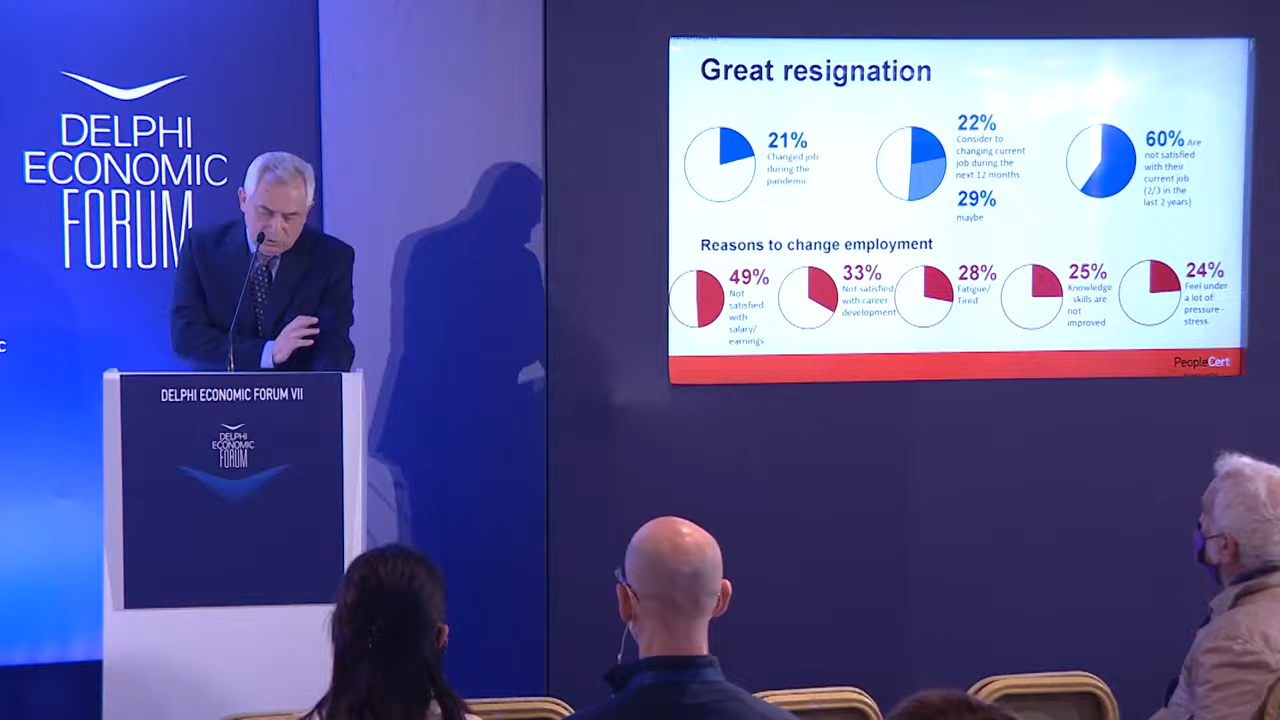 DELPHI
ECONOMIC
FORUM
C
DELPHI ECONOMIC FORUM VII
DELPHI
ECONOMIC
FORUM
Great resignation
21%
Changed job
during the
pandemic
22%
Consider to
changing current
job during the
next 12 months
29%
maybe
60% Are
not satisfied
with their
current job
(2/3 in the
last 2 years)
Reasons to change employment
49%
Not
satisfied
with
salary/
earnings
33%
Not satisfied
with career
development
28%
Fatigue/
Tired
25%
Knowledge
- skills are
not
improved
24%
Feel under
a lot of
pressure-
stress
PeopleCert